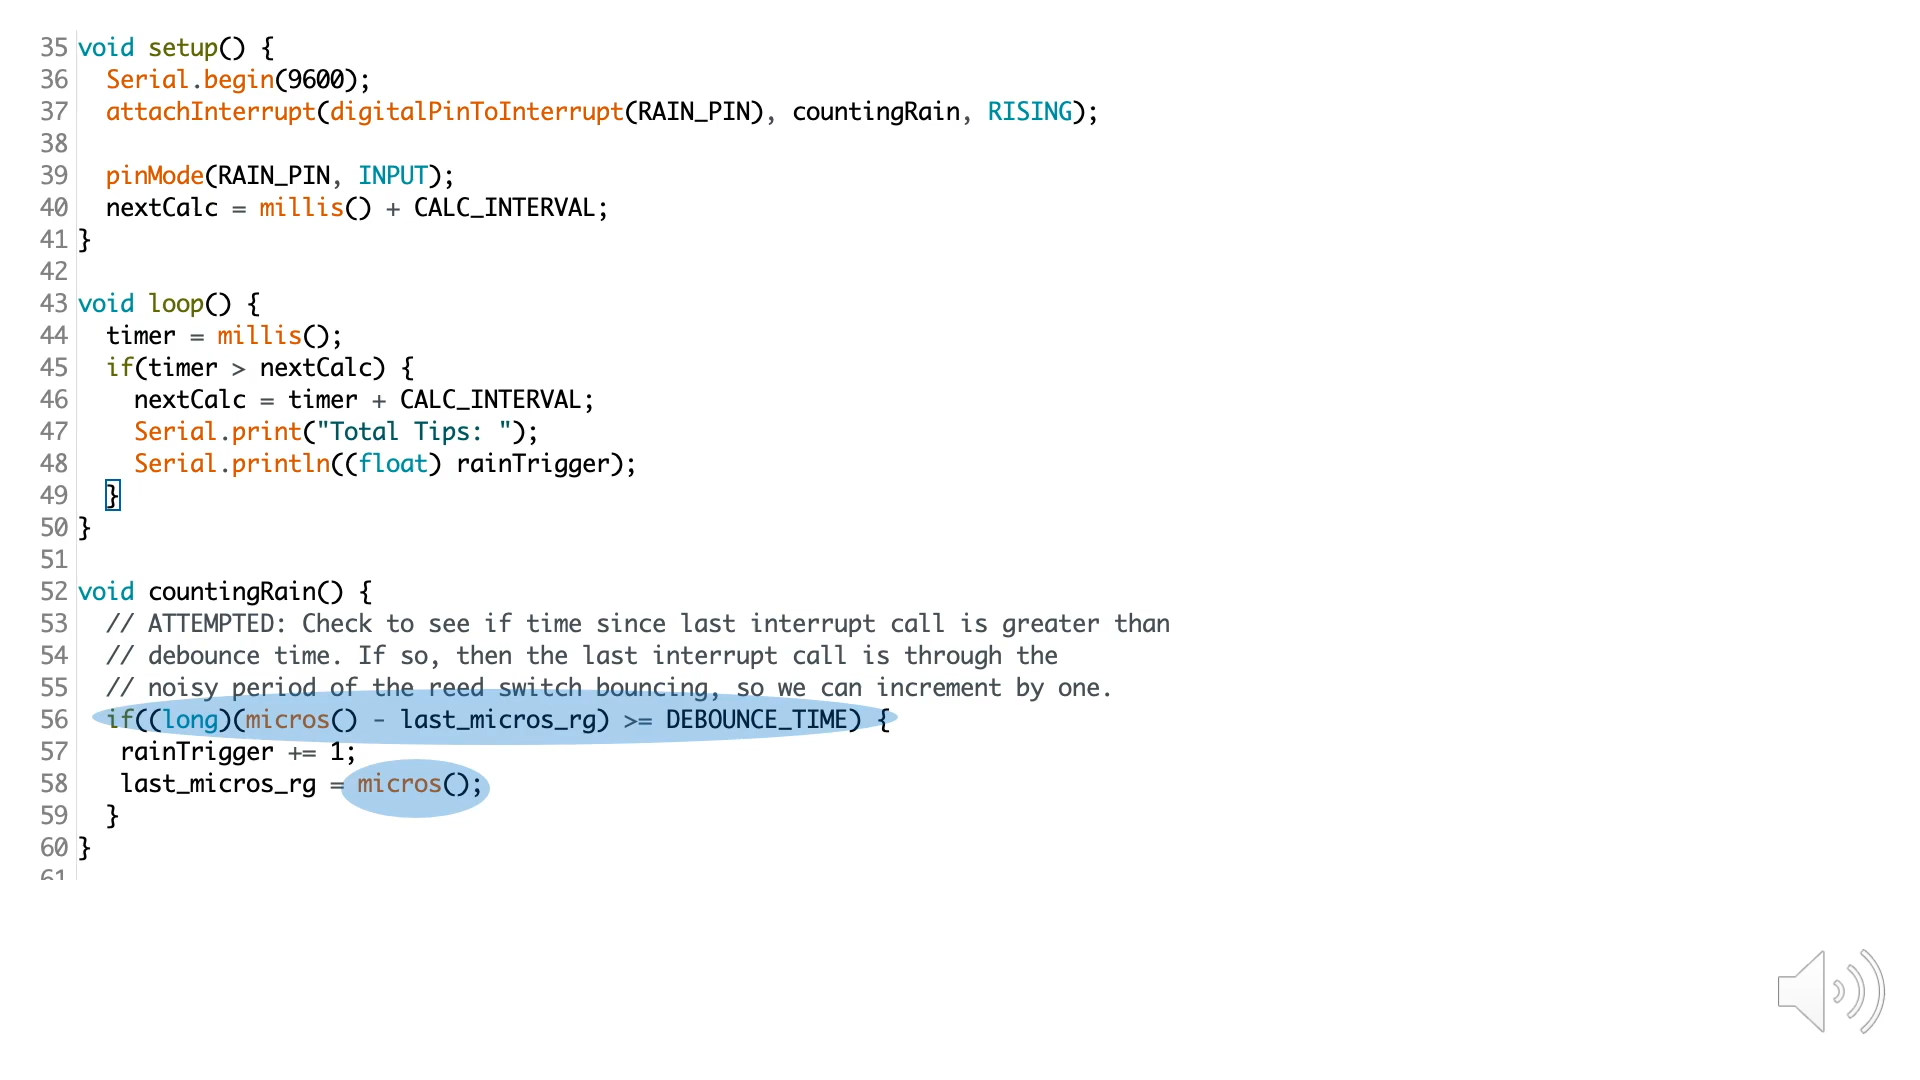 35 void setup() {
36   Serial.begin(9600);
37   attachInterrupt(digitalPinToInterrupt(RAIN_PIN), countingRain, RISING);
38
39   pinMode(RAIN_PIN, INPUT);
40   nextCalc = millis() + CALC_INTERVAL;
41 }
42
43 void loop() {
44   timer = millis();
45   if(timer > nextCalc) {
46     nextCalc = timer + CALC_INTERVAL;
47     Serial.print("Total Tips: ");
48     Serial.println((float) rainTrigger);
49   }
50 }
51
52 void countingRain() {
53   // ATTEMPTED: Check to see if time since last interrupt call is greater than
54   // debounce time. If so, then the last interrupt call is through the
55   // noisy period of the reed switch bouncing, so we can increment by one.
56   if((long)(micros() - last_micros_rg) >= DEBOUNCE_TIME) {
57    rainTrigger += 1;
58    last_micros_rg = micros();
59   }
60 }
61